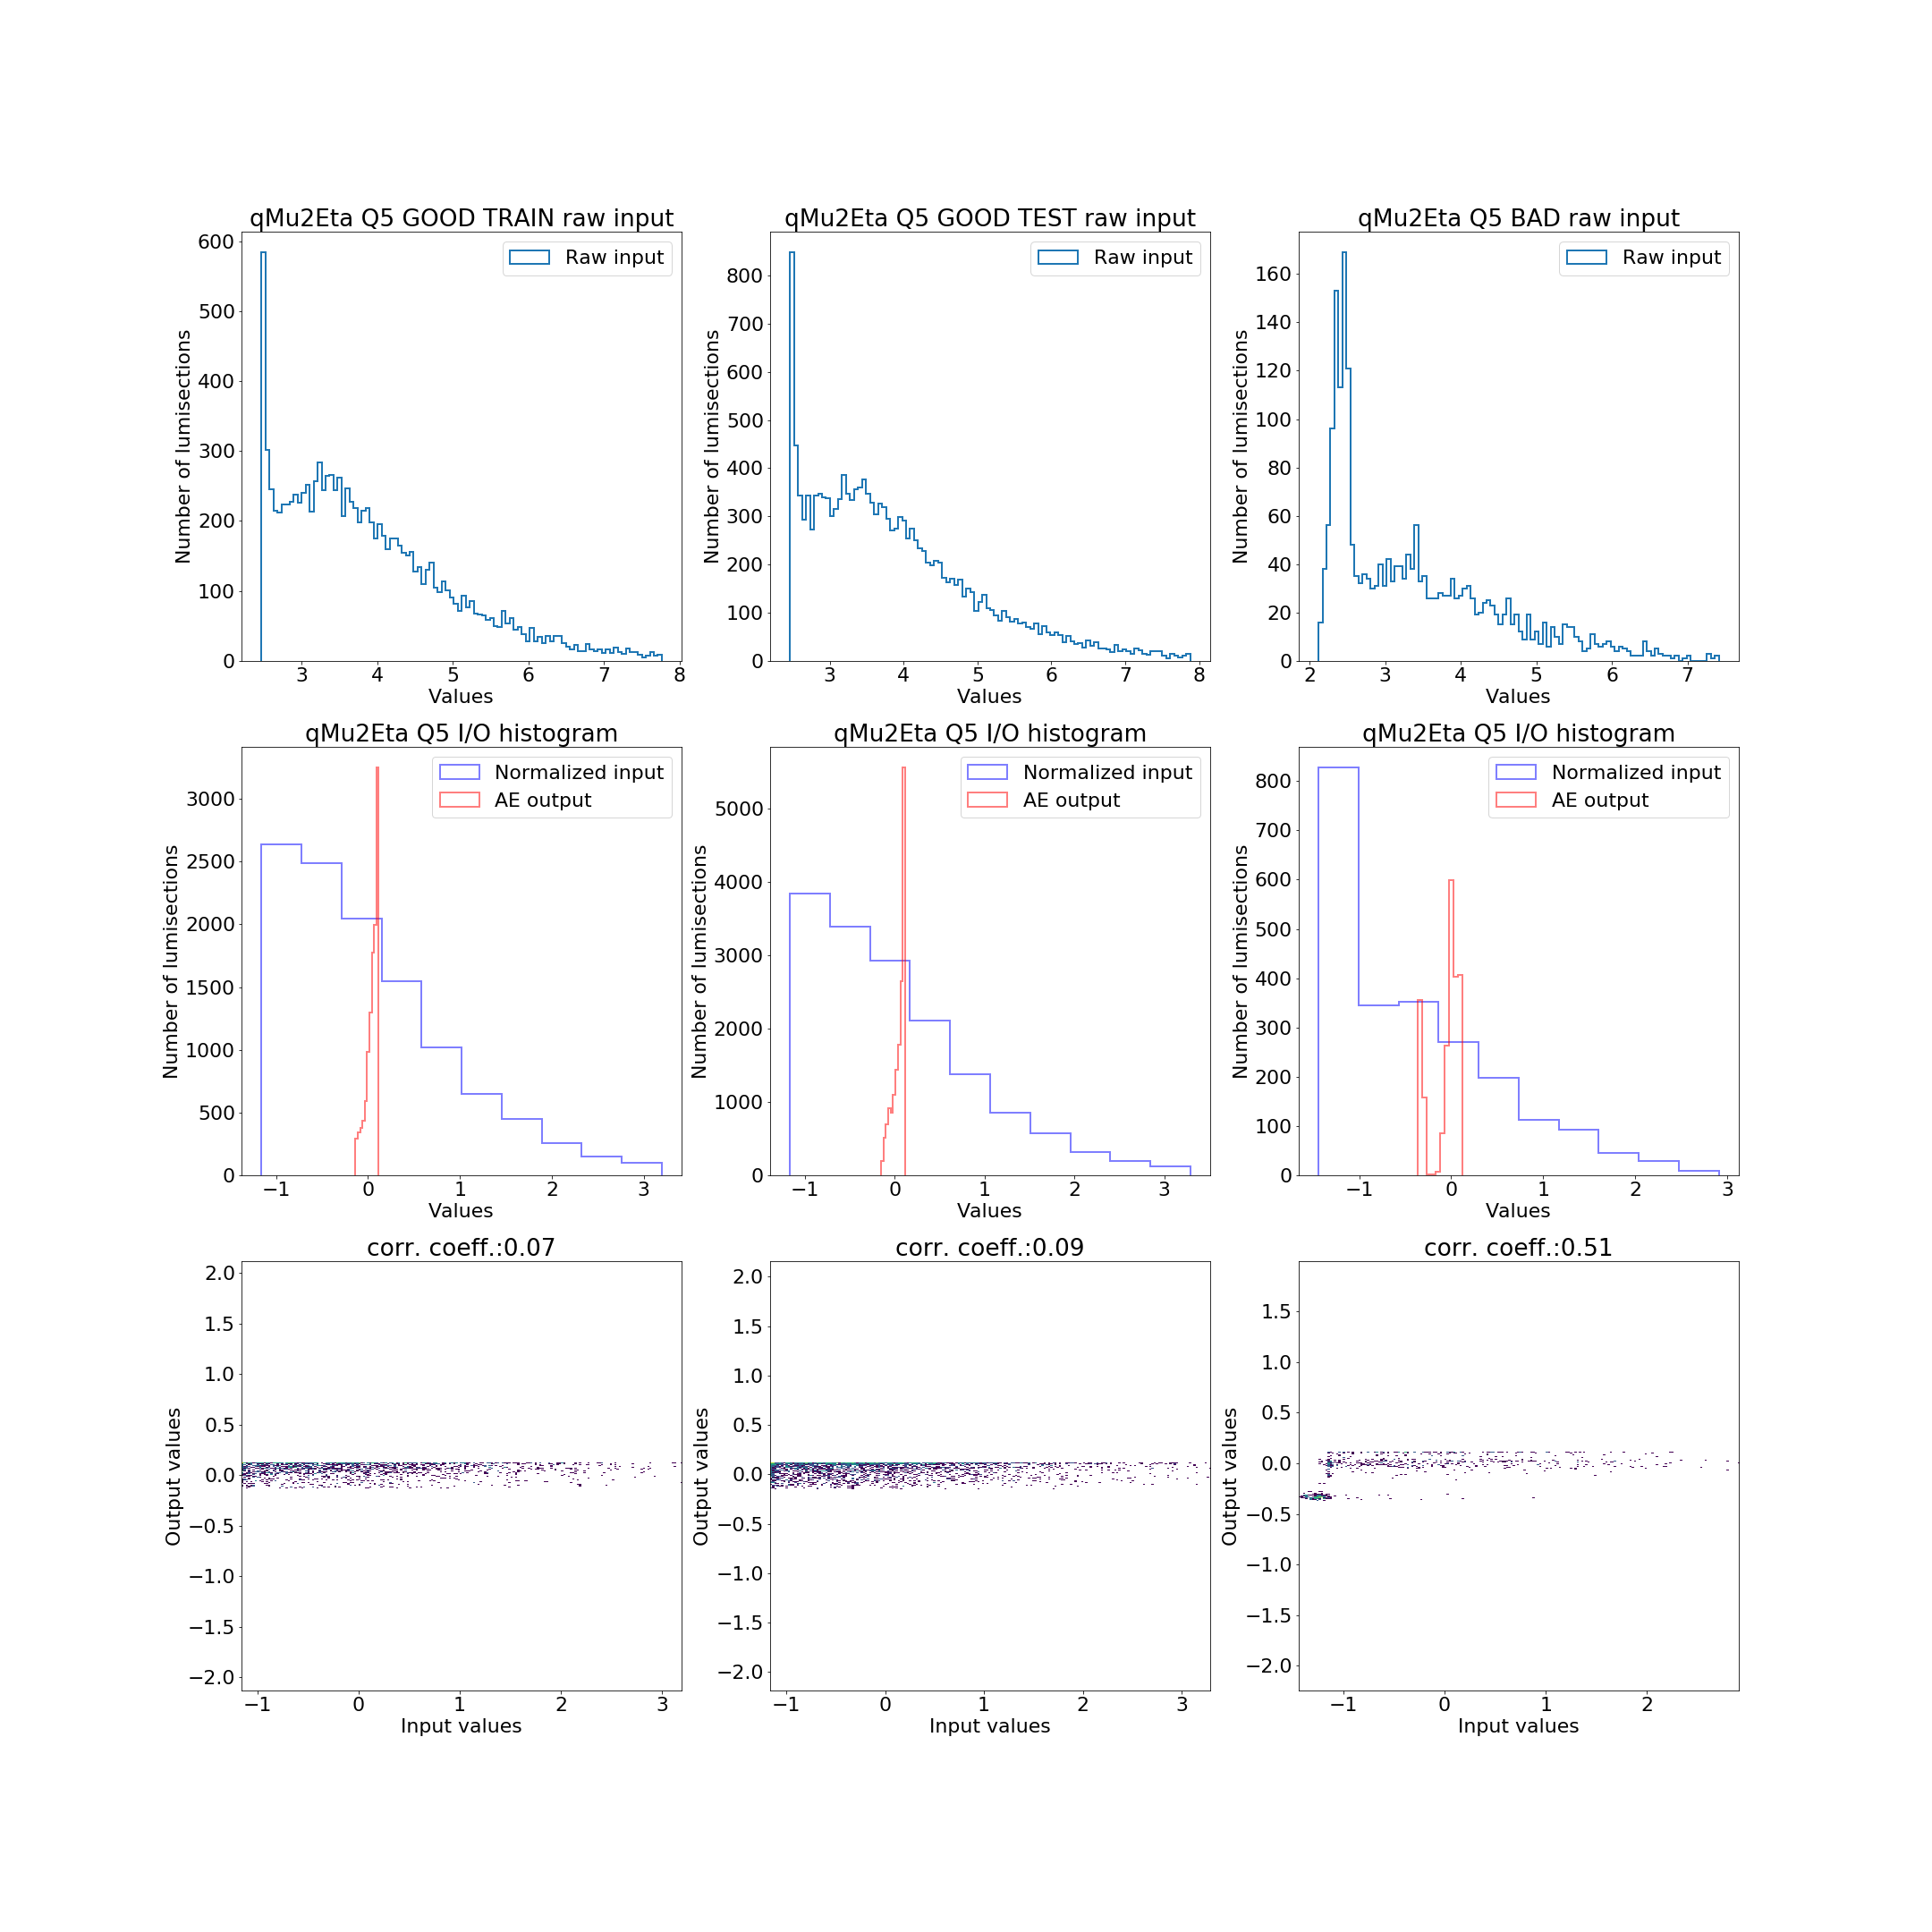 qMu2Eta Q5 GOOD TRAIN raw input
qMu2Eta Q5 GOOD TEST raw input
qMu2Eta Q5 BAD raw input
Raw input
Raw input
Raw input
600
500
400
300
200
100
0
800
700
600
500
400
300
200
100
0
160
140
120
100
80
60
40
20
0
Number of lumisections
Number of lumisections
Number of lumisections
3 4 5 6 7 8
3 4 5 6 7 8
2 3 4 5 6 7
Values
Values
Values
qMu2Eta Q5 I/O histogram
qMu2Eta Q5 I/O histogram
qMu2Eta Q5 I/O histogram
Normalized input
AE output
Normalized input
AE output
Normalized input
AE output
3000
2500
2000
1500
1000
500
0
5000
4000
3000
2000
1000
0
800
700
600
500
400
300
200
100
0
Number of lumisections
Number of lumisections
Number of lumisections
−1 0 1 2 3
−1 0 1 2 3
−1 0 1 2 3
Values
Values
Values
corr. coeff.:0.07
corr. coeff.:0.09
corr. coeff.:0.51
2.0
1.5
1.0
0.5
0.0
−0.5
−1.0
−1.5
−2.0
2.0
1.5
1.0
0.5
0.0
−0.5
−1.0
−1.5
−2.0
1.5
1.0
0.5
0.0
−0.5
−1.0
−1.5
−2.0
Output values
Output values
Output values
−1 0 1 2 3
−1 0 1 2 3
−1 0 1 2
Input values
Input values
Input values